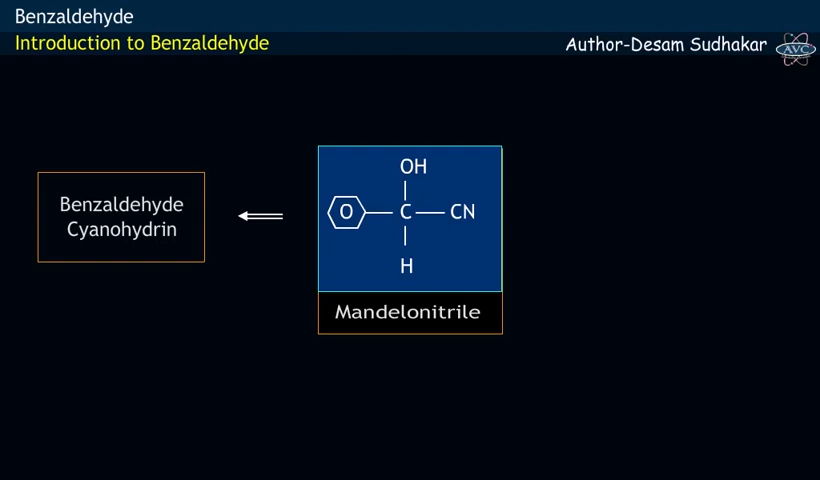 Benzaldehyde
Introduction to Benzaldehyde
Author-Desam Sudhakar
AVC
OH
Benzaldehyde
Cyanohydrin
O
C
CN
H
Mandelonitrile